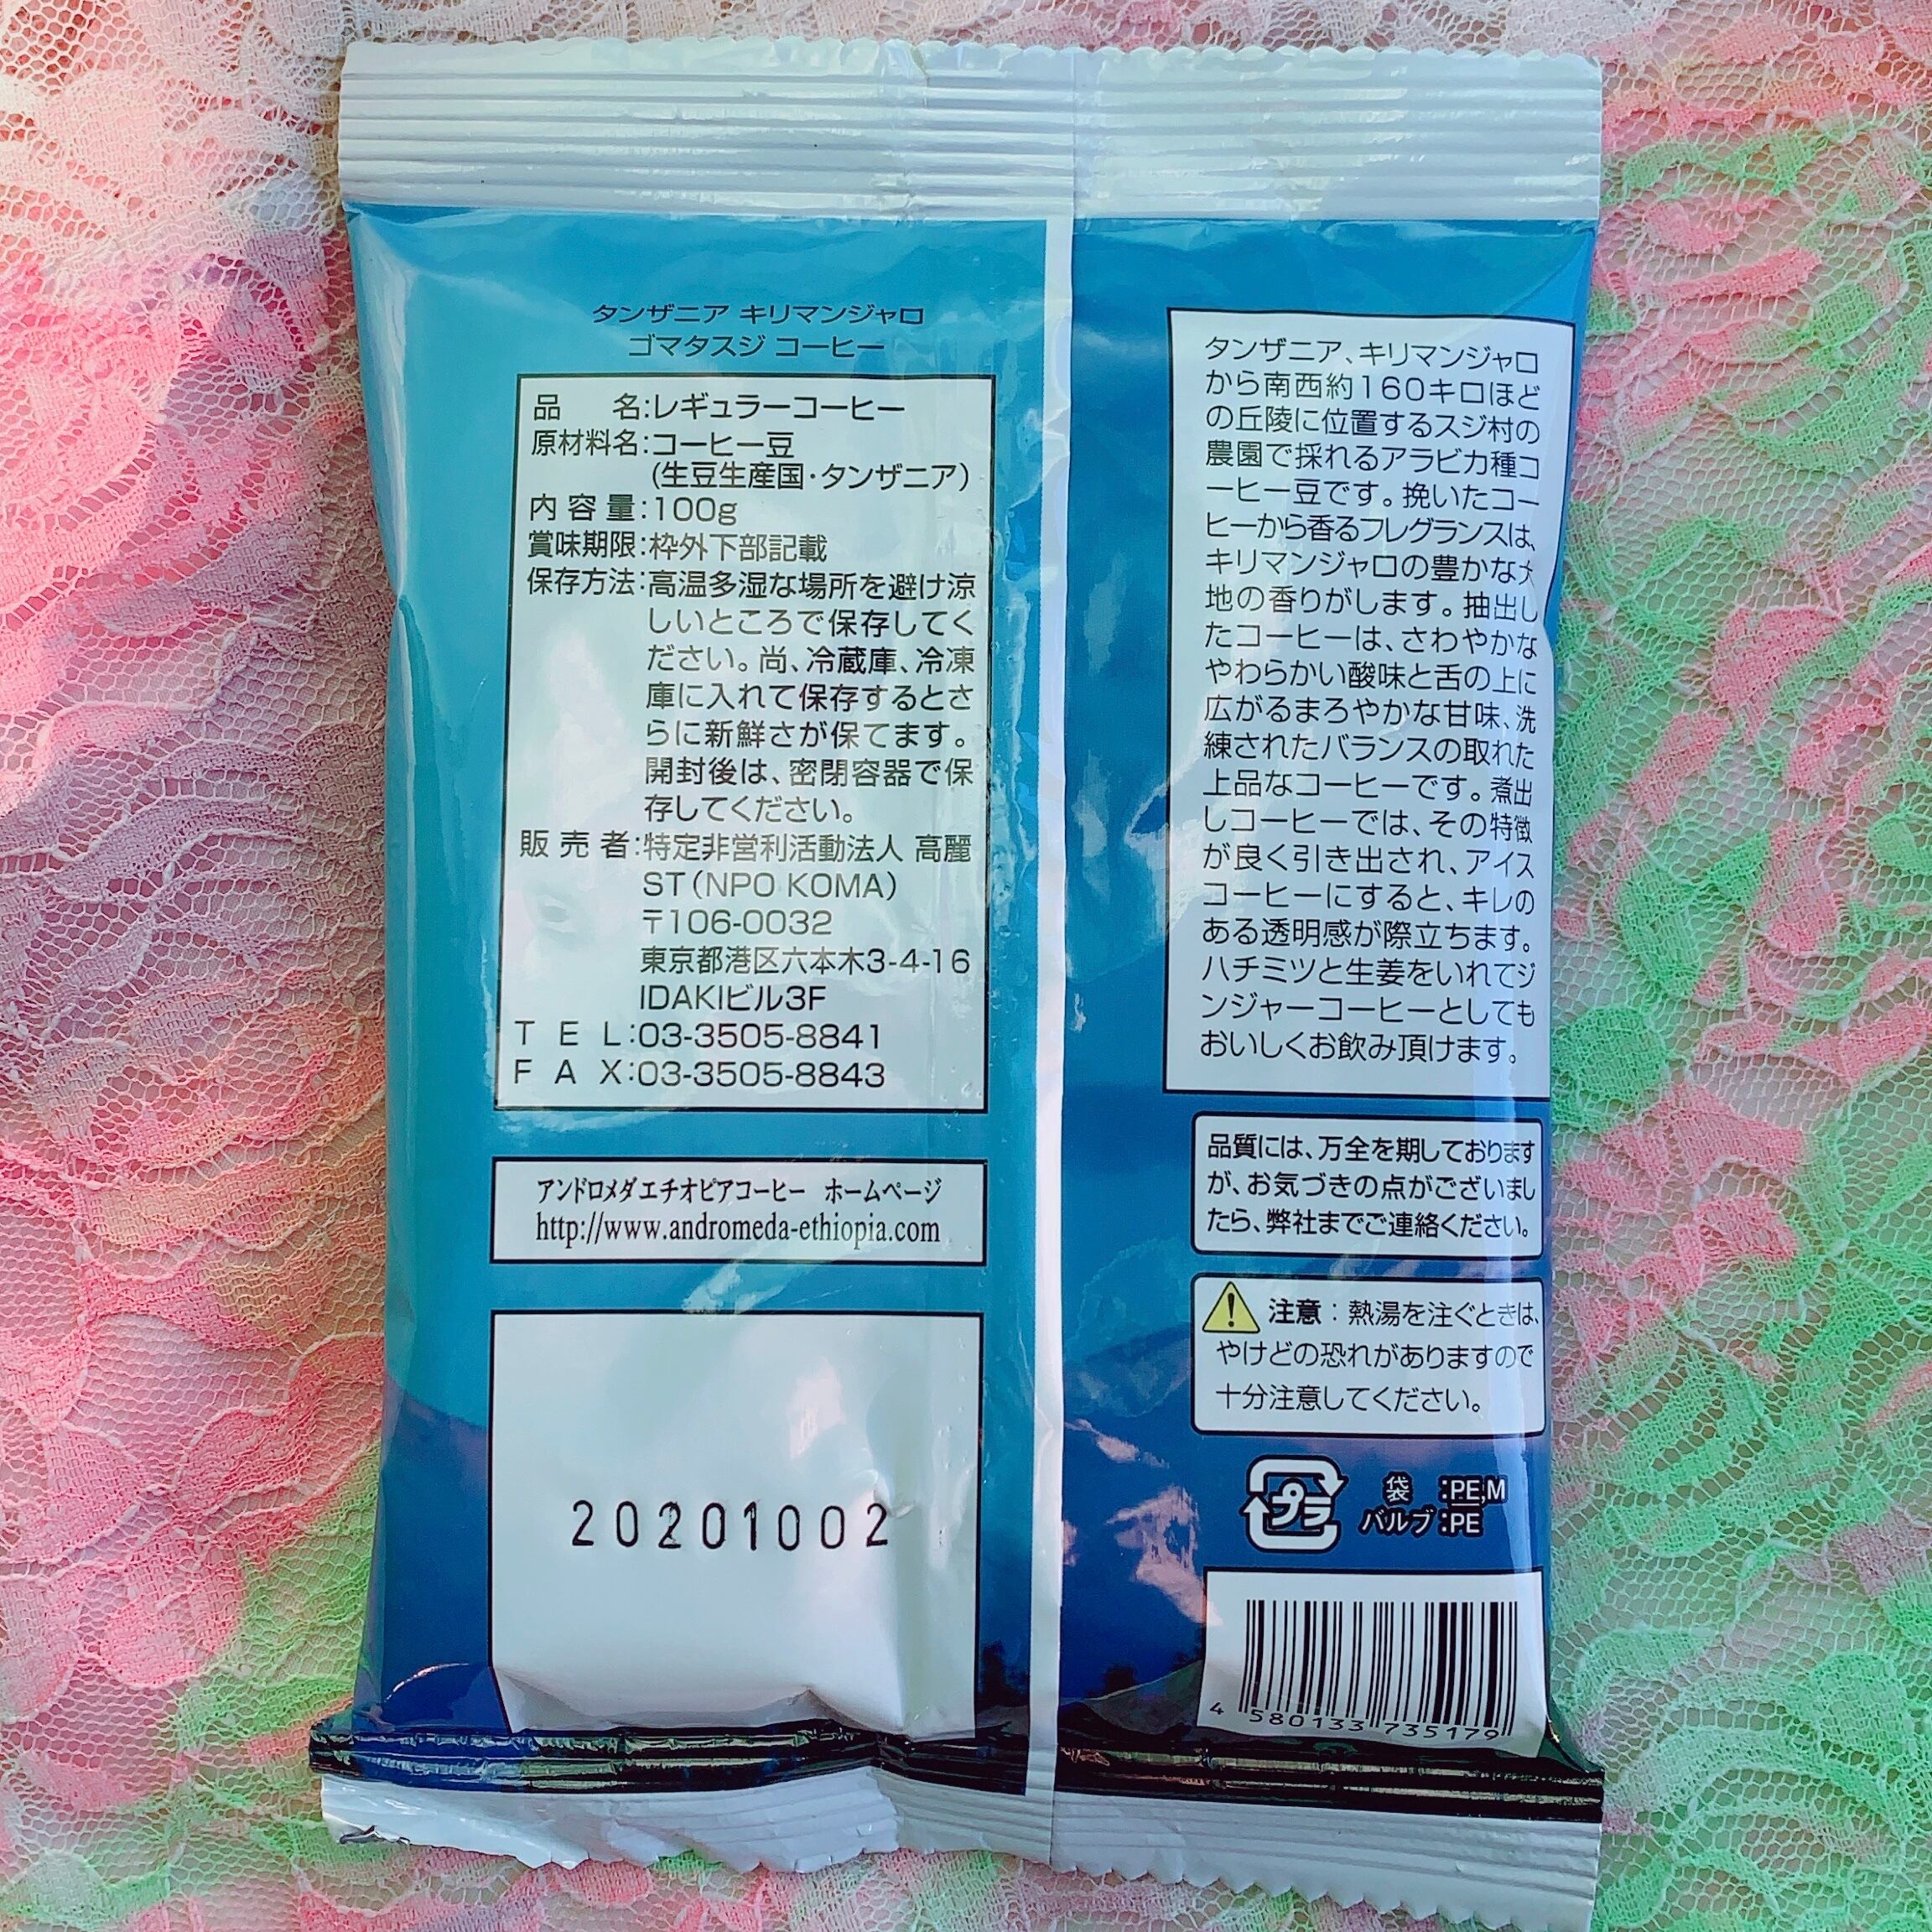 タンザニア キリマンジャロ
ゴマタスジ コーヒー
品 名:レギュラーコーヒー
原材料名:コーヒー豆
(生豆生産国・タンザニア)
内容量:100g
賞味期限:枠外下部記載
保存方法:高温多湿な場所を避け涼
しいところで保存してく
ださい。尚、冷蔵庫、冷凍
庫に入れて保存するとさ
らに新鮮さが保てます。
開封後は、密閉容器で保
存してください。
販売者:特定非営利活動法人 高麗
ST(NPO KOMA)
〒106-0032
東京都港区六本木3-4-16
IDAKIビル3F
TEL:03-3505-8841
FAX:03-3505-8843
アンドロメダエチオピアコーヒー ホームページ
http://www.andromeda-ethiopia.com
20201002
タンザニア、キリマンジャロ
から南西約160キロほど
の丘陵に位置するスジ村の
農園で採れるアラビカ種コ
ーヒー豆です。挽いたコー
ヒーから香るフレグランスは、
キリマンジャロの豊かな大
地の香りがします。抽出し
たコーヒーは、さわやかな
やわらかい酸味と舌の上に
広がるまろやかな甘味、洗
練されたバランスの取れた
上品なコーヒーです。煮出
しコーヒーでは、その特徴
が良く引き出され、アイス
コーヒーにすると、キレの
ある透明感が際立ちます。
ハチミツと生姜をいれてジ
ンジャーコーヒーとしても
おいしくお飲み頂けます。
品質には、万全を期しております
が、お気づきの点がございまし
たら、弊社までご連絡ください。
注意:熱湯を注ぐときは、
やけどの恐れがありますので
十分注意してください。
プラ
袋 :PE,M
バルブ:PE
4 580133 735179